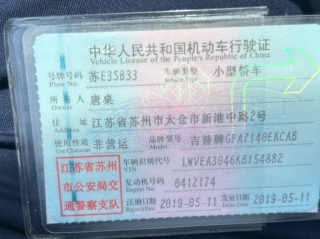 中华人民共和国机动车行驶证
Vehicle License of the People's Republic of China
号牌号码 苏E3SB33 车辆类型 小型轿车
Plate No. Vehicle Type
所有人 唐桌
Owner
住址 江苏省苏州市太仓市新港中路2号
Address
使用性质 非营运 品牌型号 吉普牌GFA7140EKCAB
Use Character Model
江苏省苏州市公安局交通警察支队
车辆识别代号 LWVEA3046KB154882
VIN
发动机号码 0412174
Engine No.
注册日期 2019-05-11 发证日期 2019-05-11
Register Date Issue Date